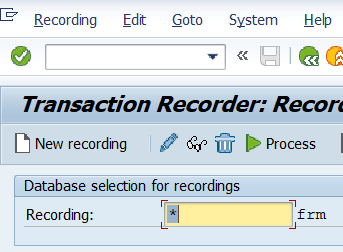 Recording Edit Goto System Help
Transaction Recorder: Recor
New recording Process
Database selection for recordings
Recording: * frm